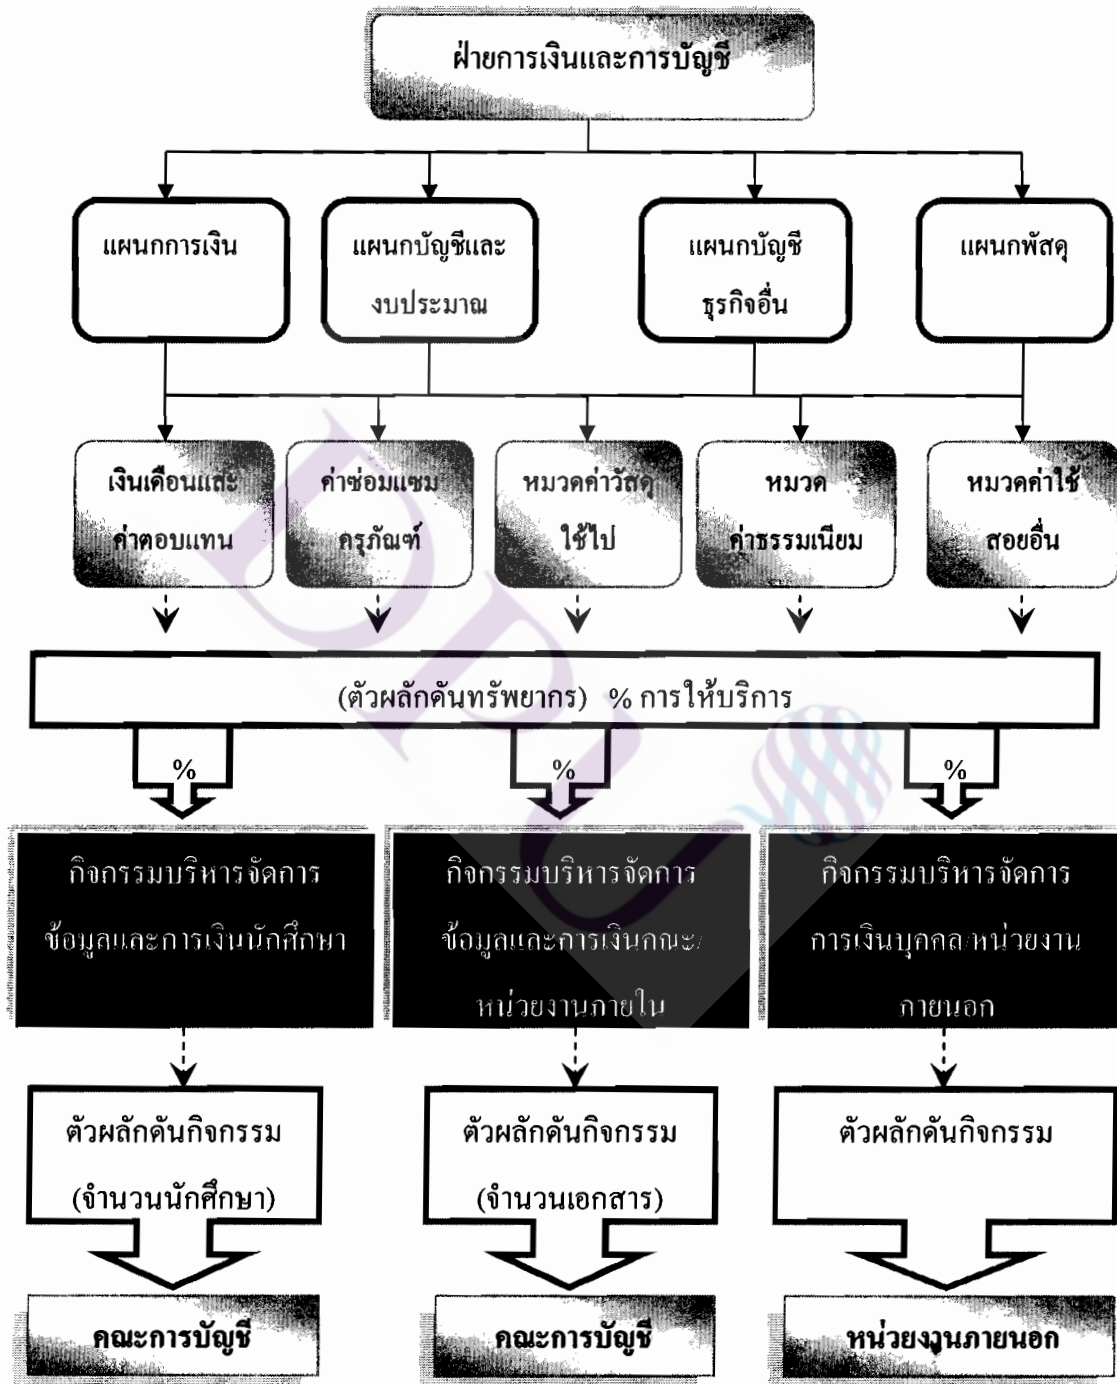 ฝ่ายการเงินและการบัญชี
แผนกการเงิน
แผนกบัญชีและ
งบประมาณ
แผนกบัญชี
ธุรกิจอื่น
แผนกพัสดุ
เงินเดือนและ
ค่าตอบแทน
ค่าซ่อมแซม
ครุภัณฑ์
หมวดค่าวัสดุ
ใช้ไป
หมวด
ค่าธรรมเนียม
หมวดค่าใช้
สอยอื่น
(ตัวผลักดันทรัพยากร) % การให้บริการ
%
%
%
กิจกรรมบริหารจัดการ
ข้อมูลและการเงินนักศึกษา
กิจกรรมบริหารจัดการ
ข้อมูลและการเงินคณะ/
หน่วยงานภายใน
กิจกรรมบริหารจัดการ
การเงินบุคคล/หน่วยงาน
ภายนอก
ตัวผลักดันกิจกรรม
(จำนวนนักศึกษา)
ตัวผลักดันกิจกรรม
(จำนวนเอกสาร)
ตัวผลักดันกิจกรรม
คณะการบัญชี
คณะการบัญชี
หน่วยงานภายนอก
DPU